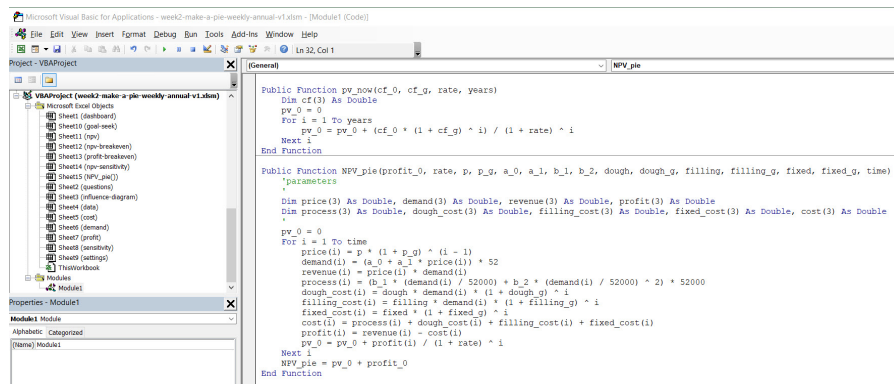 Microsoft Visual Basic for Applications - week2-make-a-pie-weekly-annual-v1.xlsm - [Module1 (Code)]
File Edit View Insert Format Debug Run Tools Add-Ins Window Help
Ln 32, Col 1
Project - VBAProject
VBAProject (week2-make-a-pie-weekly-annual-v1.xlsm)
Microsoft Excel Objects
Sheet1 (dashboard)
Sheet10 (goal-seek)
Sheet11 (npv)
Sheet12 (npv-breakeven)
Sheet13 (profit-breakeven)
Sheet14 (npv-sensitivity)
Sheet15 (NPV_pie())
Sheet2 (questions)
Sheet3 (influence-diagram)
Sheet4 (data)
Sheet5 (cost)
Sheet6 (demand)
Sheet7 (profit)
Sheet8 (sensitivity)
Sheet9 (settings)
ThisWorkbook
Modules
Module1
Properties - Module1
Module1 Module
Alphabetic Categorized
(Name) Module1
(General) NPV_pie
Public Function pv_now(cf_0, cf_g, rate, years)
Dim cf(3) As Double
pv_0 = 0
For i = 1 To years
pv_0 = pv_0 + (cf_0 * (1 + cf_g) ^ i) / (1 + rate) ^ i
Next i
End Function
Public Function NPV_pie(profit_0, rate, p, p_g, a_0, a_1, b_1, b_2, dough, dough_g, filling, filling_g, fixed, fixed_g, time)
'parameters
'
Dim price(3) As Double, demand(3) As Double, revenue(3) As Double, profit(3) As Double
Dim process(3) As Double, dough_cost(3) As Double, filling_cost(3) As Double, fixed_cost(3) As Double, cost(3) As Double
'
pv_0 = 0
For i = 1 To time
price(i) = p * (1 + p_g) ^ (i - 1)
demand(i) = (a_0 + a_1 * price(i)) * 52
revenue(i) = price(i) * demand(i)
process(i) = (b_1 * (demand(i) / 52000) + b_2 * (demand(i) / 52000) ^ 2) * 52000
dough_cost(i) = dough * demand(i) * (1 + dough_g) ^ i
filling_cost(i) = filling * demand(i) * (1 + filling_g) ^ i
fixed_cost(i) = fixed * (1 + fixed_g) ^ i
cost(i) = process(i) + dough_cost(i) + filling_cost(i) + fixed_cost(i)
profit(i) = revenue(i) - cost(i)
pv_0 = pv_0 + profit(i) / (1 + rate) ^ i
Next i
NPV_pie = pv_0 + profit_0
End Function